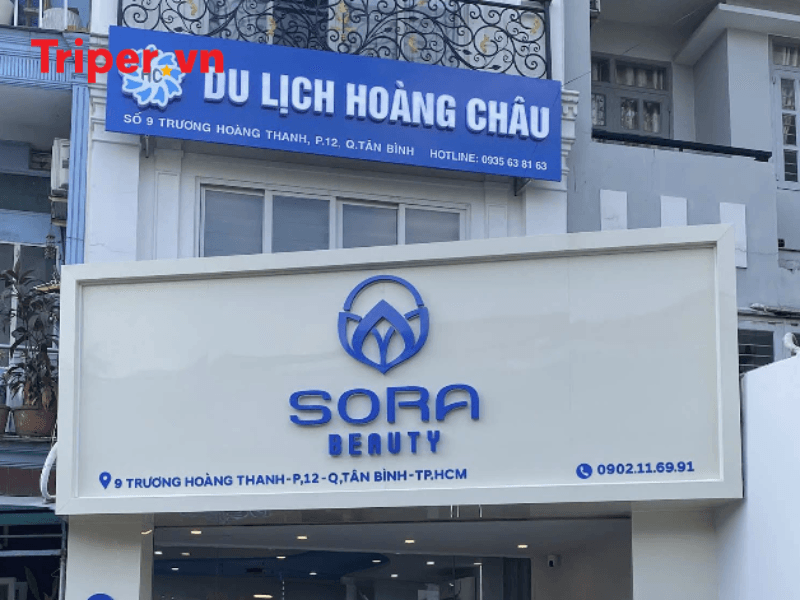 Triper.vn
HC
DU LỊCH HOÀNG CHÂU
SỐ 9 TRƯƠNG HOÀNG THANH, P.12, Q.TÂN BÌNH HOTLINE: 0935 63 81 63
SORA
BEAUTY
9 TRƯƠNG HOÀNG THANH-P,12-Q,TÂN BÌNH-TP.HCM
0902.11.69.91